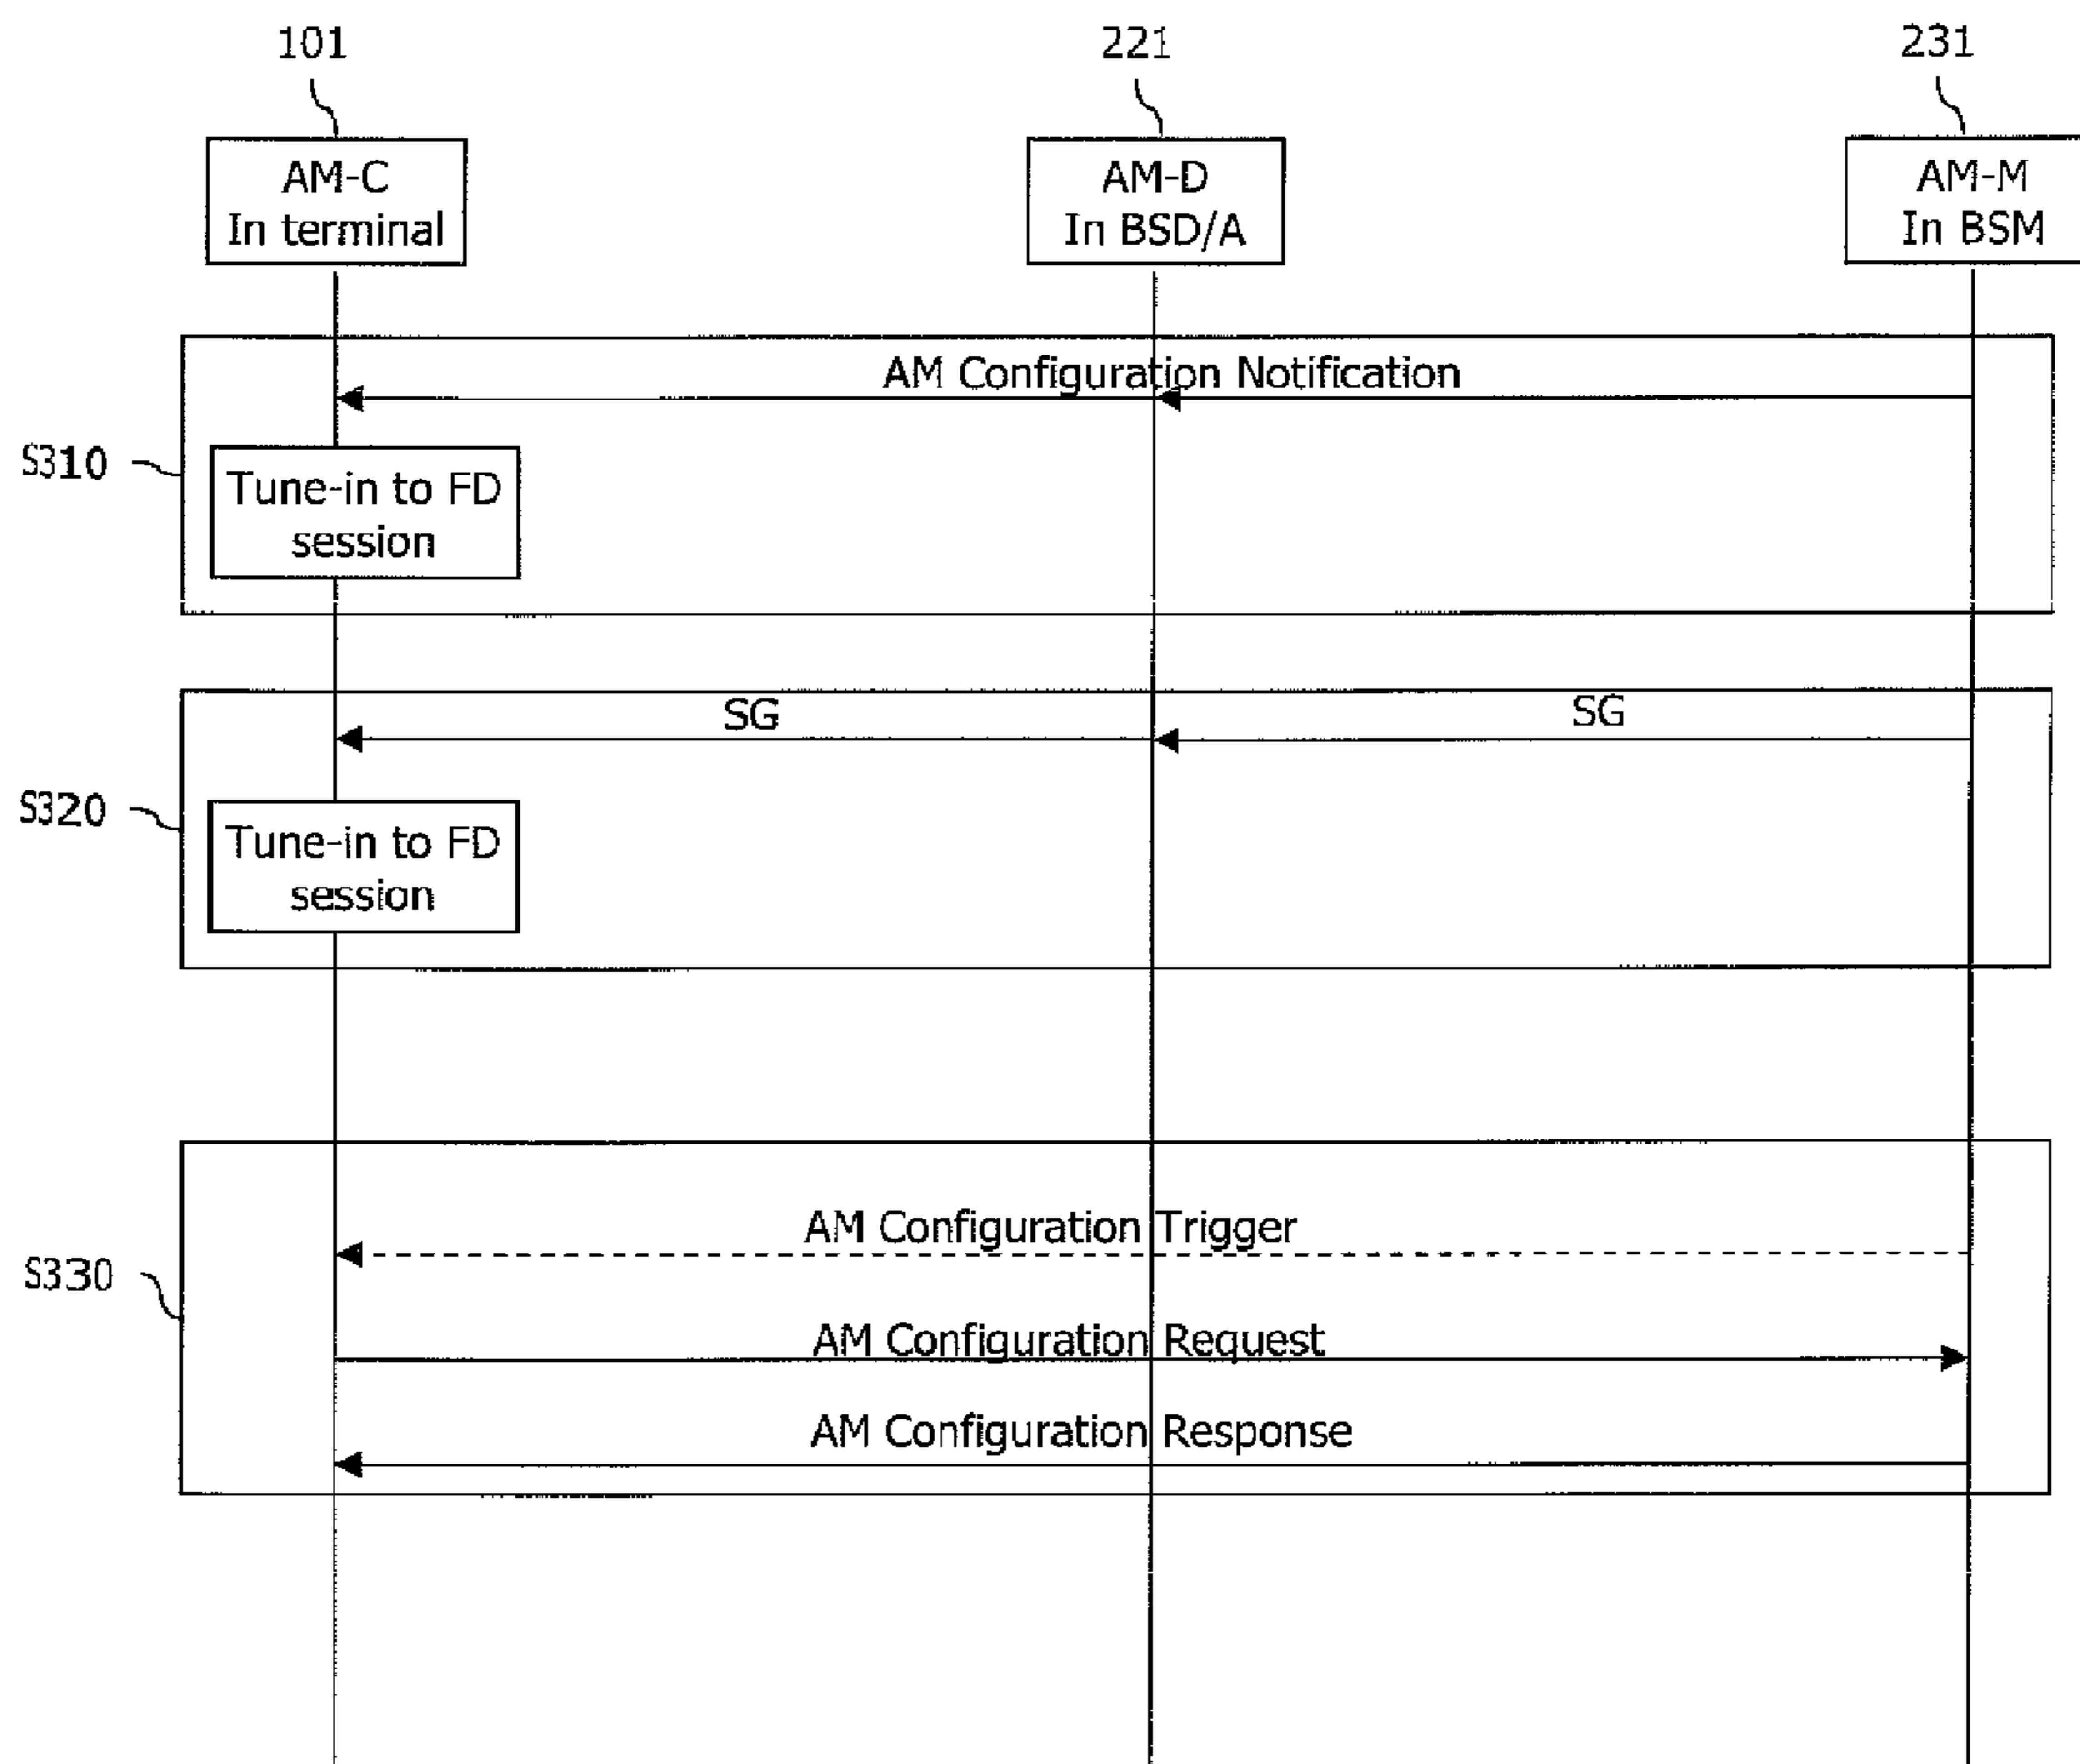 101
221
231
AM-C
In terminal
AM-D
In BSD/A
AM-M
In BSM
AM Configuration Notification
S310
Tune-in to FD
session
SG
SG
S320
Tune-in to FD
session
AM Configuration Trigger
S330
AM Configuration Request
AM Configuration Response